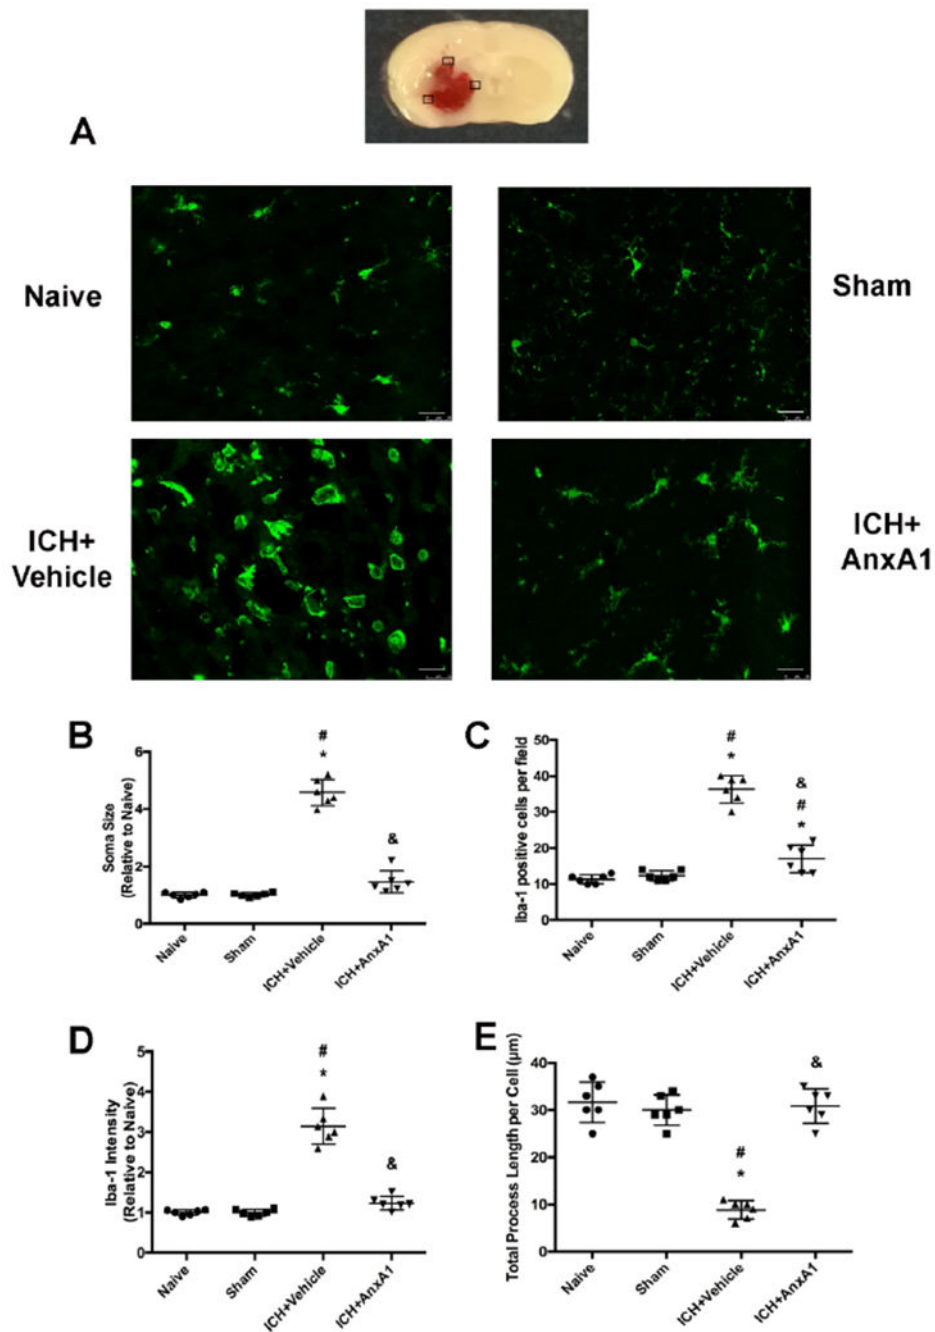 A
Naive
Sham
ICH+
Vehicle
ICH+
AnxA1
B
Soma Size
(Relative to Naive)
6
4
2
0
#
*
&
Naive
Sham
ICH+Vehicle
ICH+AnxA1
C
Iba-1 positive cells per field
50
40
30
20
10
0
#
*
&
#
*
Naive
Sham
ICH+Vehicle
ICH+AnxA1
D
Iba-1 Intensity
(Relative to Naive)
5
4
3
2
1
0
#
*
&
Naive
Sham
ICH+Vehicle
ICH+AnxA1
E
Total Process Length per Cell (μm)
40
30
20
10
0
#
*
&
Naive
Sham
ICH+Vehicle
ICH+AnxA1